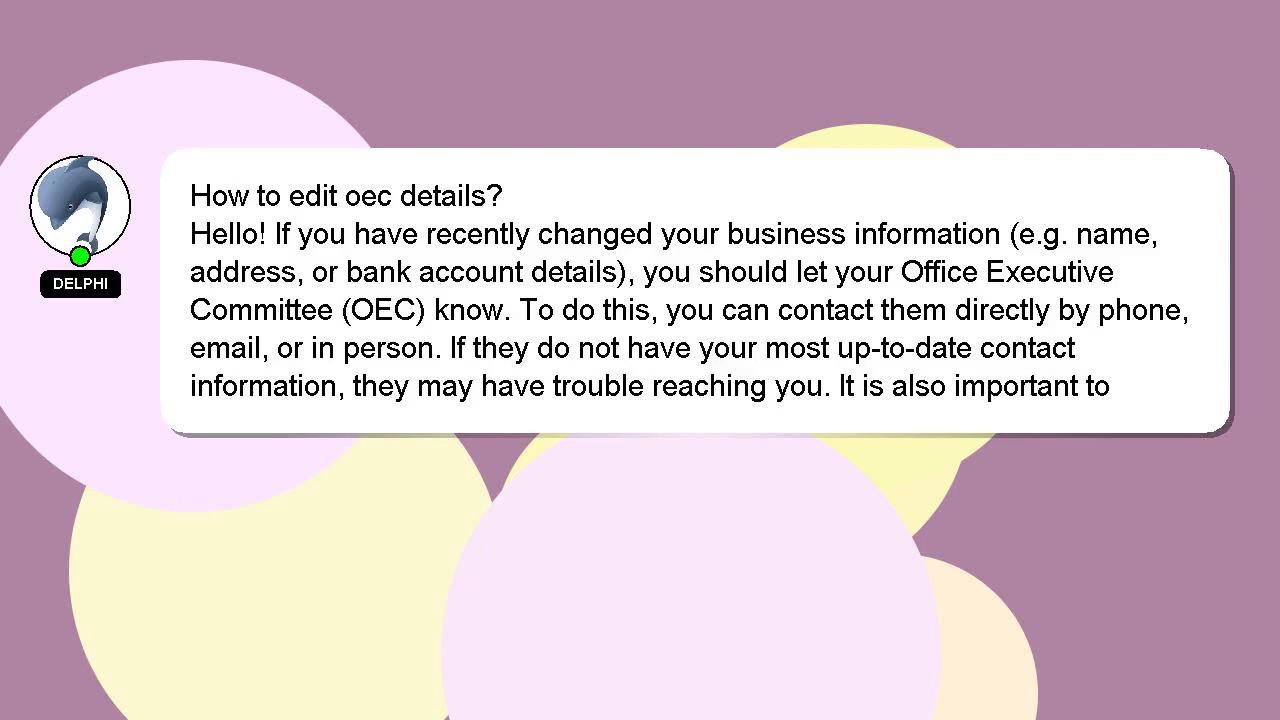 How to edit oec details?
Hello! If you have recently changed your business information (e.g. name,
address, or bank account details), you should let your Office Executive
Committee (OEC) know. To do this, you can contact them directly by phone,
email, or in person. If they do not have your most up-to-date contact
information, they may have trouble reaching you. It is also important to
DELPHI